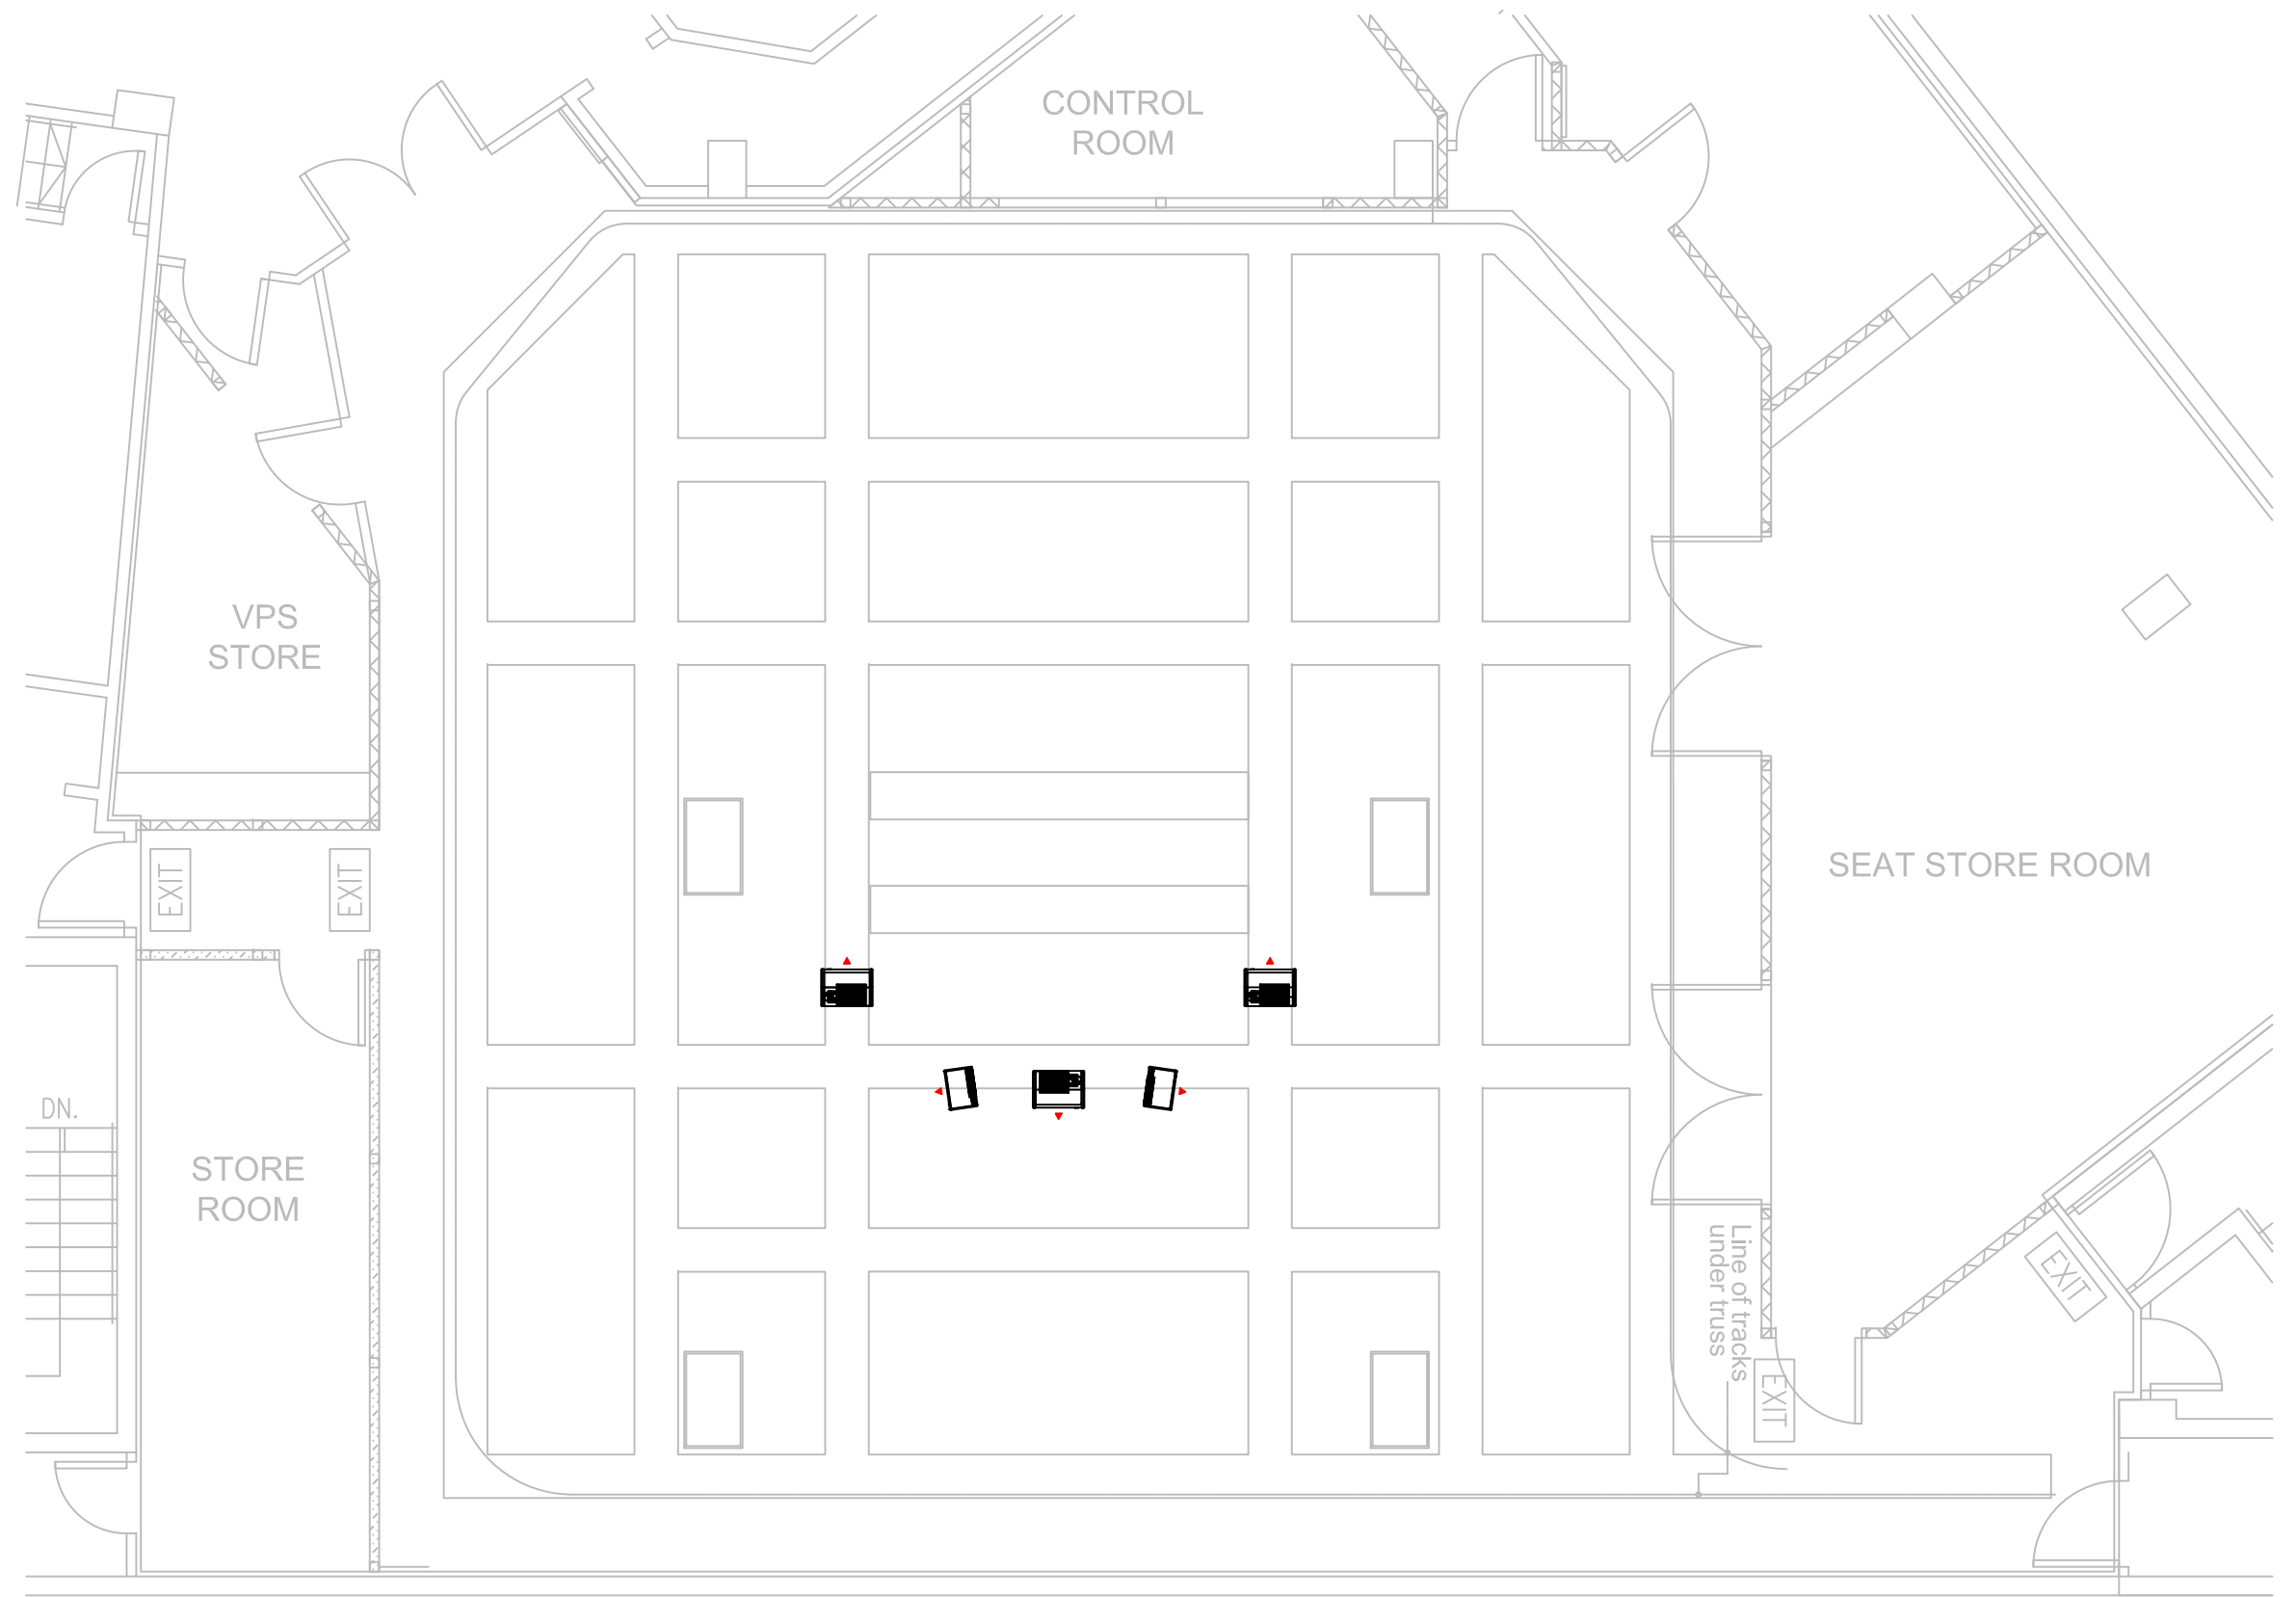 CONTROL
ROOM
VPS
STORE
EXIT
EXIT
SEAT STORE ROOM
DN.
STORE
ROOM
Line of tracks
under truss
EXIT
EXIT